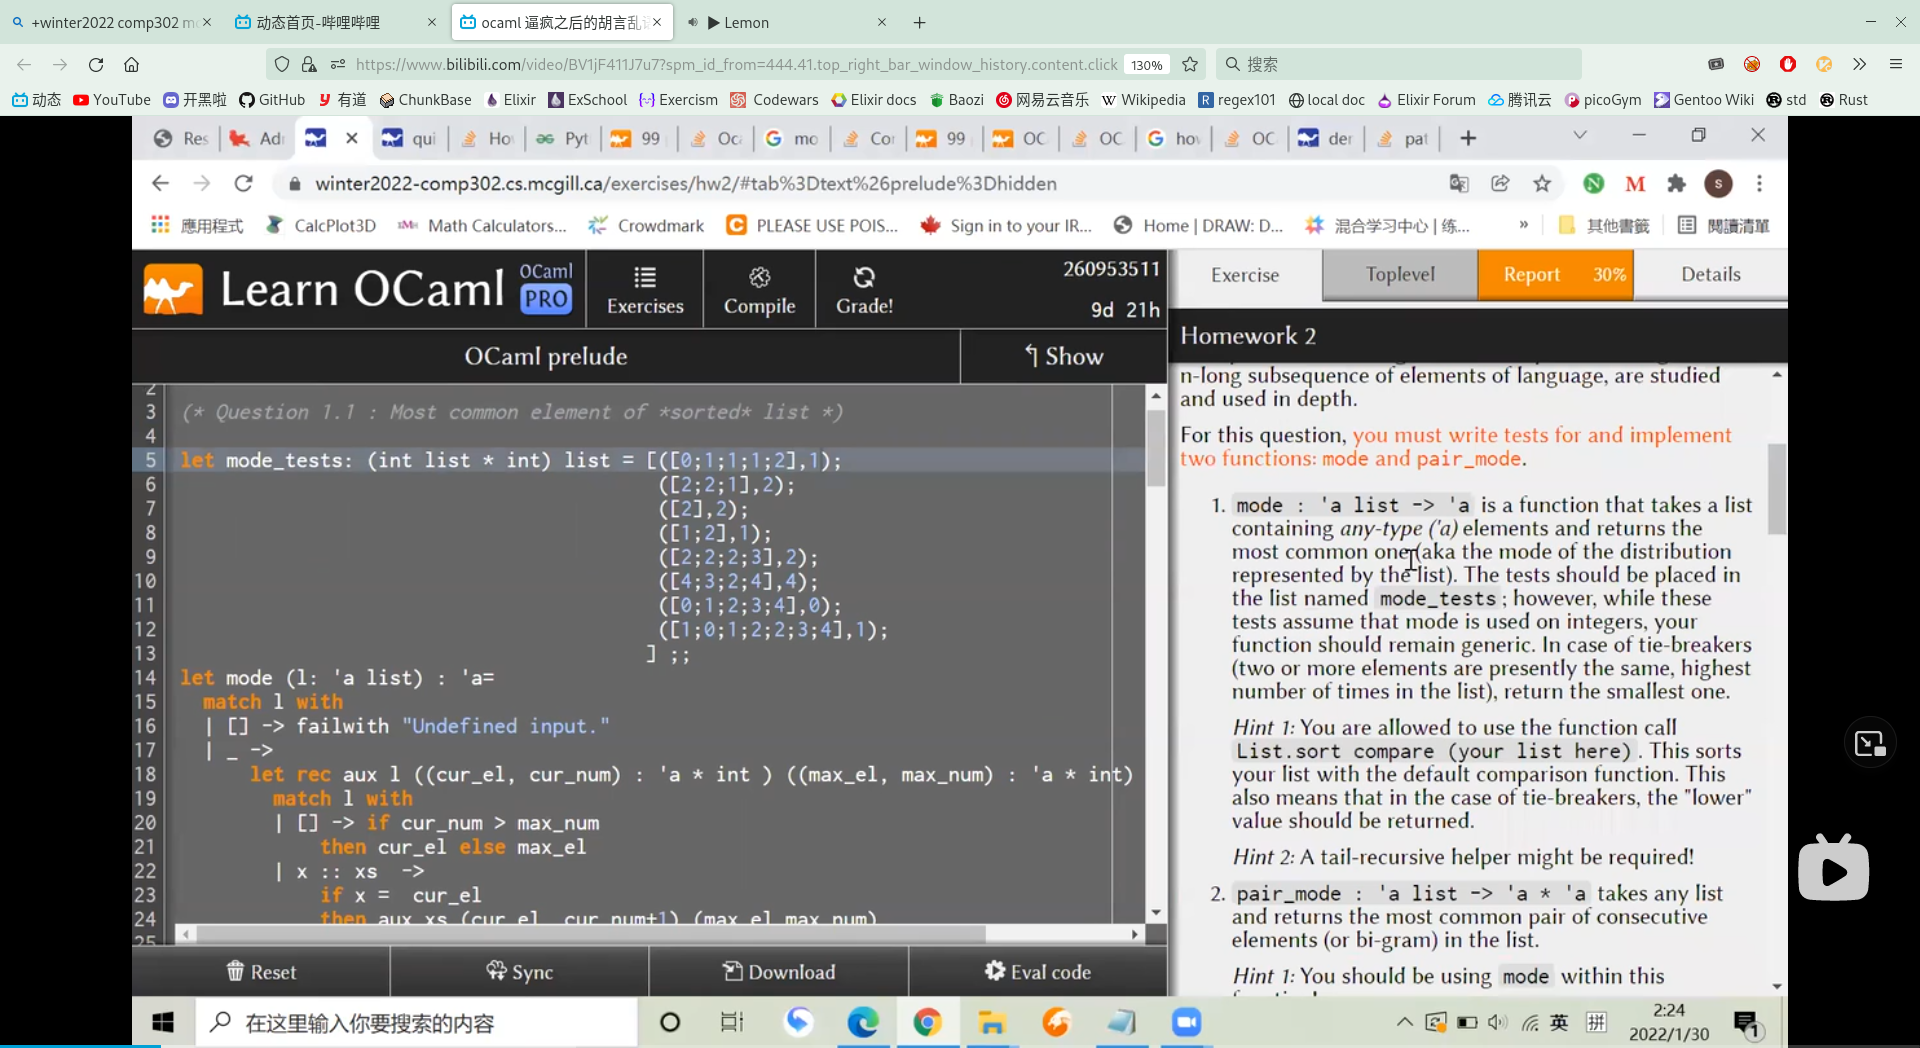 +winter2022 comp302 m
动态首页-哔哩哔哩
ocaml 逼疯之后的胡言乱
▶ Lemon
https://www.bilibili.com/video/BV1jF411J7u7?spm_id_from=444.41.top_right_bar_window_history.content.click
130%
搜索
动态
YouTube
开黑啦
GitHub
有道
ChunkBase
Elixir
ExSchool
Exercism
Codewars
Elixir docs
Baozi
网易云音乐
Wikipedia
regex101
local doc
Elixir Forum
腾讯云
picoGym
Gentoo Wiki
std
Rust
Res
Adi
qui
Ho
Pyt
99
Oca
mo
Coi
99
OC
OC
hov
OC
der
pat
winter2022-comp302.cs.mcgill.ca/exercises/hw2/#tab%3Dtext%26prelude%3Dhidden
應用程式
CalcPlot3D
Math Calculators...
Crowdmark
PLEASE USE POIS...
Sign in to your IR...
Home | DRAW: D...
混合学习中心 | 练...
»
其他書籤
閱讀清單
Learn OCaml
OCaml
PRO
Exercises
Compile
Grade!
260953511
9d 21h
Exercise
Toplevel
Report 30%
Details
OCaml prelude
↰ Show
Homework 2
2
3 (* Question 1.1 : Most common element of *sorted* list *)
4
5 let mode_tests: (int list * int) list = [([0;1;1;1;2],1);
6 ([2;2;1],2);
7 ([2],2);
8 ([1;2],1);
9 ([2;2;2;3],2);
10 ([4;3;2;4],4);
11 ([0;1;2;3;4],0);
12 ([1;0;1;2;2;3;4],1);
13 ] ;;
14 let mode (l: 'a list) : 'a=
15 match l with
16 | [] -> failwith "Undefined input."
17 | _ ->
18 let rec aux l ((cur_el, cur_num) : 'a * int ) ((max_el, max_num) : 'a * int)
19 match l with
20 | [] -> if cur_num > max_num
21 then cur_el else max_el
22 | x :: xs ->
23 if x = cur_el
24 then aux xs (cur_el, cur_num+1) (max_el,max_num)
25
n-long subsequence of elements of language, are studied
and used in depth.
For this question, you must write tests for and implement
two functions: mode and pair_mode.
1. mode : 'a list -> 'a is a function that takes a list
containing any-type ('a) elements and returns the
most common one (aka the mode of the distribution
represented by the list). The tests should be placed in
the list named mode_tests; however, while these
tests assume that mode is used on integers, your
function should remain generic. In case of tie-breakers
(two or more elements are presently the same, highest
number of times in the list), return the smallest one.
Hint 1: You are allowed to use the function call
List.sort compare (your list here). This sorts
your list with the default comparison function. This
also means that in the case of tie-breakers, the "lower"
value should be returned.
Hint 2: A tail-recursive helper might be required!
2. pair_mode : 'a list -> 'a * 'a takes any list
and returns the most common pair of consecutive
elements (or bi-gram) in the list.
Hint 1: You should be using mode within this
Reset
Sync
Download
Eval code
在这里输入你要搜索的内容
英
拼
2:24
2022/1/30
1